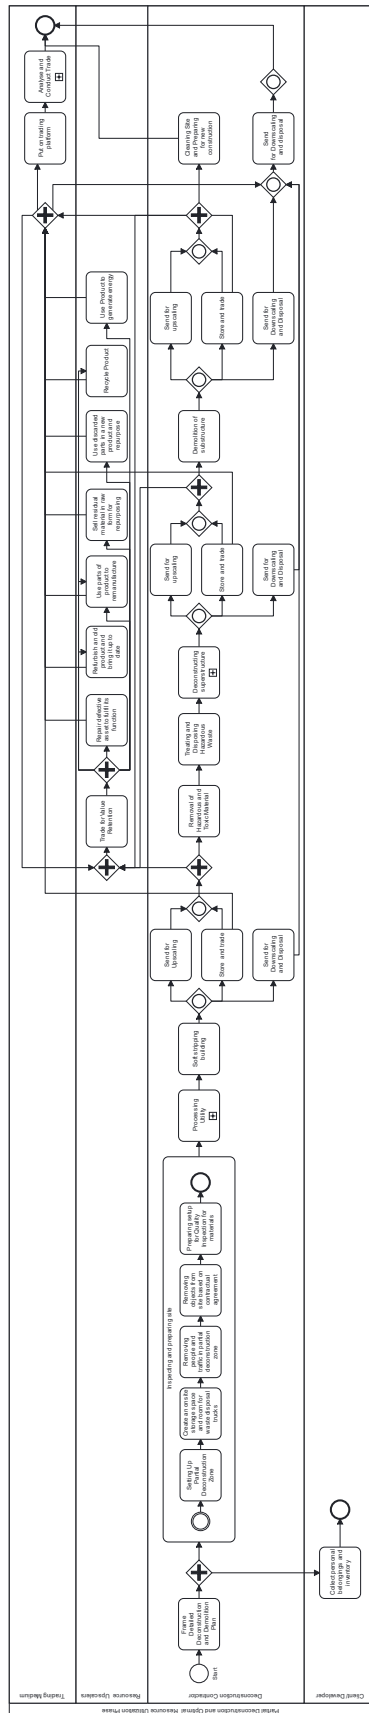 Partial Deconstruction and Optimal Resource Utilization Phase
Trading Medium
Put on trading
platform
Analyse and
Conduct Trade
Resource Upscalers
Trade for Value
Retention
Repair defective
asset to fulfil its
function
Refurbish an old
product and
bring it up to
date
Use parts of
product to
remanufacture
Sell residual
material in raw
form for
repurposing
Use discarded
parts in a new
product and
repurpose
Recycle Product
Use Product to
generate energy
Deconstruction Contractor
Start
Frame
Detailed
Deconstruction
and Demolition
Plan
Inspecting and preparing site
Setting Up
Partial
Deconstruction
Zone
Create an onsite
storage space
and room for
waste disposal
trucks
Removing
people and
traffic in partial
deconstruction
zone
Removing
objects from
site based on
contractual
agreement
Preparing setup
for Quality
Inspection for
materials
Processing
Utility
Soft stripping
building
Send for
Upscaling
Store and trade
Send for
Downscaling
and Disposal
Removal of
Hazardous and
Toxic Material
Treating and
Disposing
Hazardous
Waste
Deconstructing
superstructure
Send for
upscaling
Store and trade
Send for
Downscaling
and Disposal
Demolition of
substructure
Send for
upscaling
Store and trade
Send for
Downscaling
and Disposal
Cleaning Site
and Preparing
for new
construction
Send
for Downscaling
and disposal
Client/Developer
Collect personal
belongings and
inventory